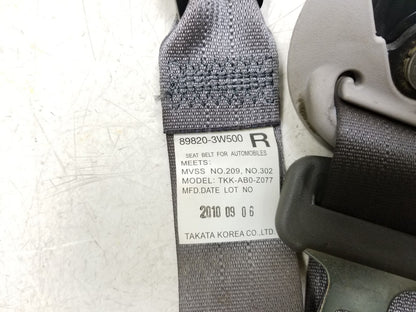 89820-3W500 R
SEAT BELT FOR AUTOMOBILES
MEETS:
MVSS NO.209, NO.302
MODEL: TKK-AB0-Z077
MFD.DATE LOT NO
2010 09 06
TAKATA KOREA CO.,LTD.